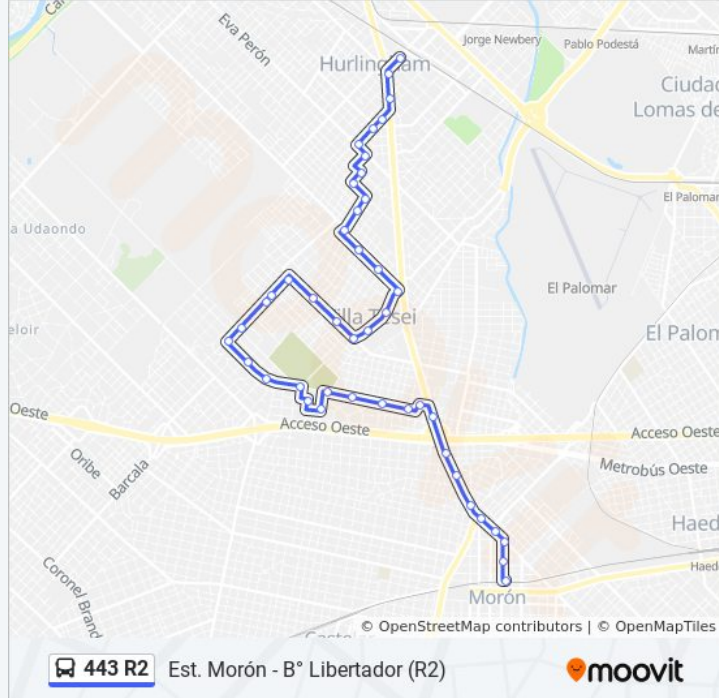 Eva Perón
Jorge Newbery
Pablo Podestá
Hurlingham
Ciudad
Lomas de
El Palomar
a Udaondo
El Palomar
Villa Tesei
El Palom
eloir
Oeste
Acceso Oeste
Acceso Oeste
Oribe
Barcala
Metrobús Oeste
Haed
Coronel Brand
Haed
Morón
© OpenStreetMap contributors | © OpenMapTiles
443 R2 Est. Morón - B° Libertador (R2)
moovit